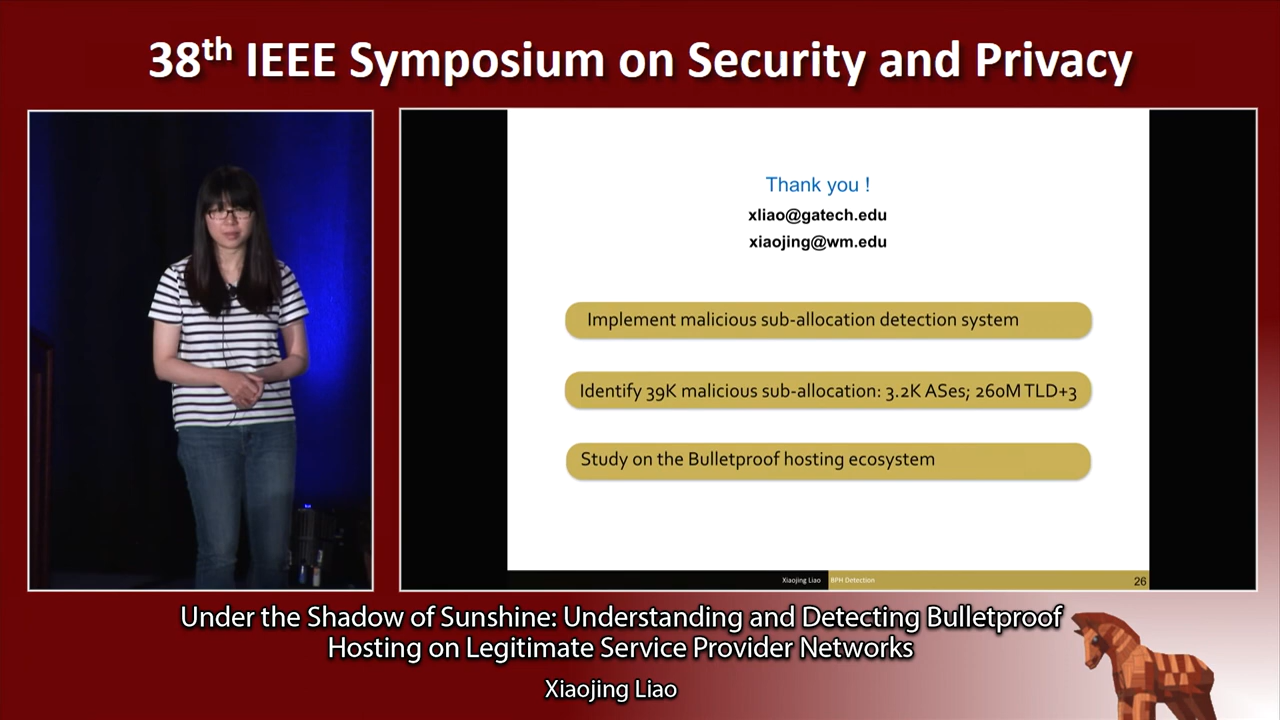 38th IEEE Symposium on Security and Privacy
Thank you !
xliao@gatech.edu
xiaojing@wm.edu
Implement malicious sub-allocation detection system
Identify 39K malicious sub-allocation: 3.2K ASes; 260M TLD+3
Study on the Bulletproof hosting ecosystem
Xiaojing Liao
BPH Detection
26
Under the Shadow of Sunshine: Understanding and Detecting Bulletproof
Hosting on Legitimate Service Provider Networks
Xiaojing Liao